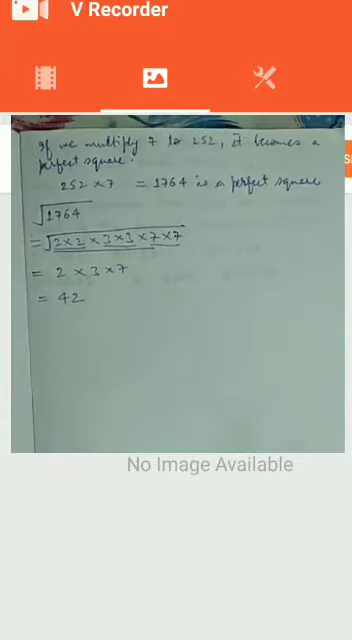 V Recorder
If we multiply 7 to 252, it becomes a
perfect square.
252 × 7 = 1764 is a perfect square
√1764
= √2 × 2 × 3 × 3 × 7 × 7
= 2 × 3 × 7
= 42
No Image Available